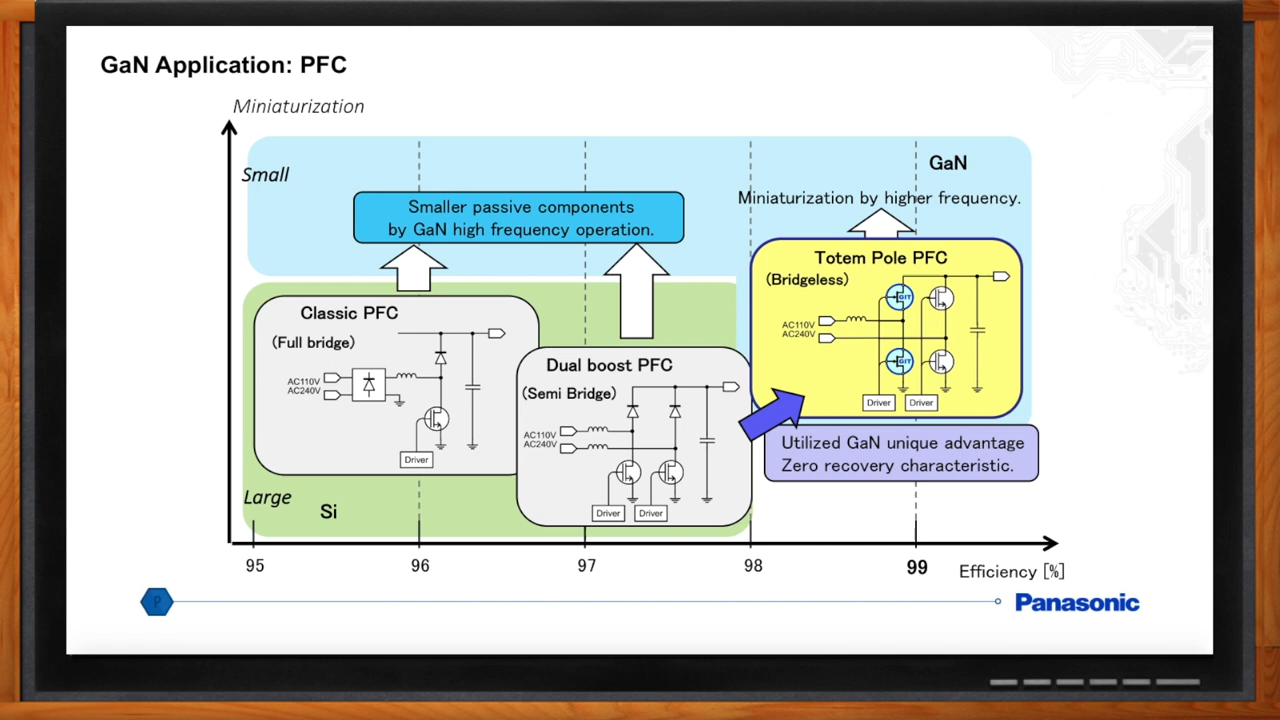 GaN Application: PFC
Miniaturization
Small
GaN
Smaller passive components
by GaN high frequency operation.
Miniaturization by higher frequency.
Classic PFC
(Full bridge)
AC110V
AC240V
Driver
Dual boost PFC
(Semi Bridge)
AC110V
AC240V
Driver
Driver
Totem Pole PFC
(Bridgeless)
GIT
AC110V
AC240V
GIT
Driver
Driver
Utilized GaN unique advantage
Zero recovery characteristic.
Large
Si
95
96
97
98
99
Efficiency [%]
P
Panasonic